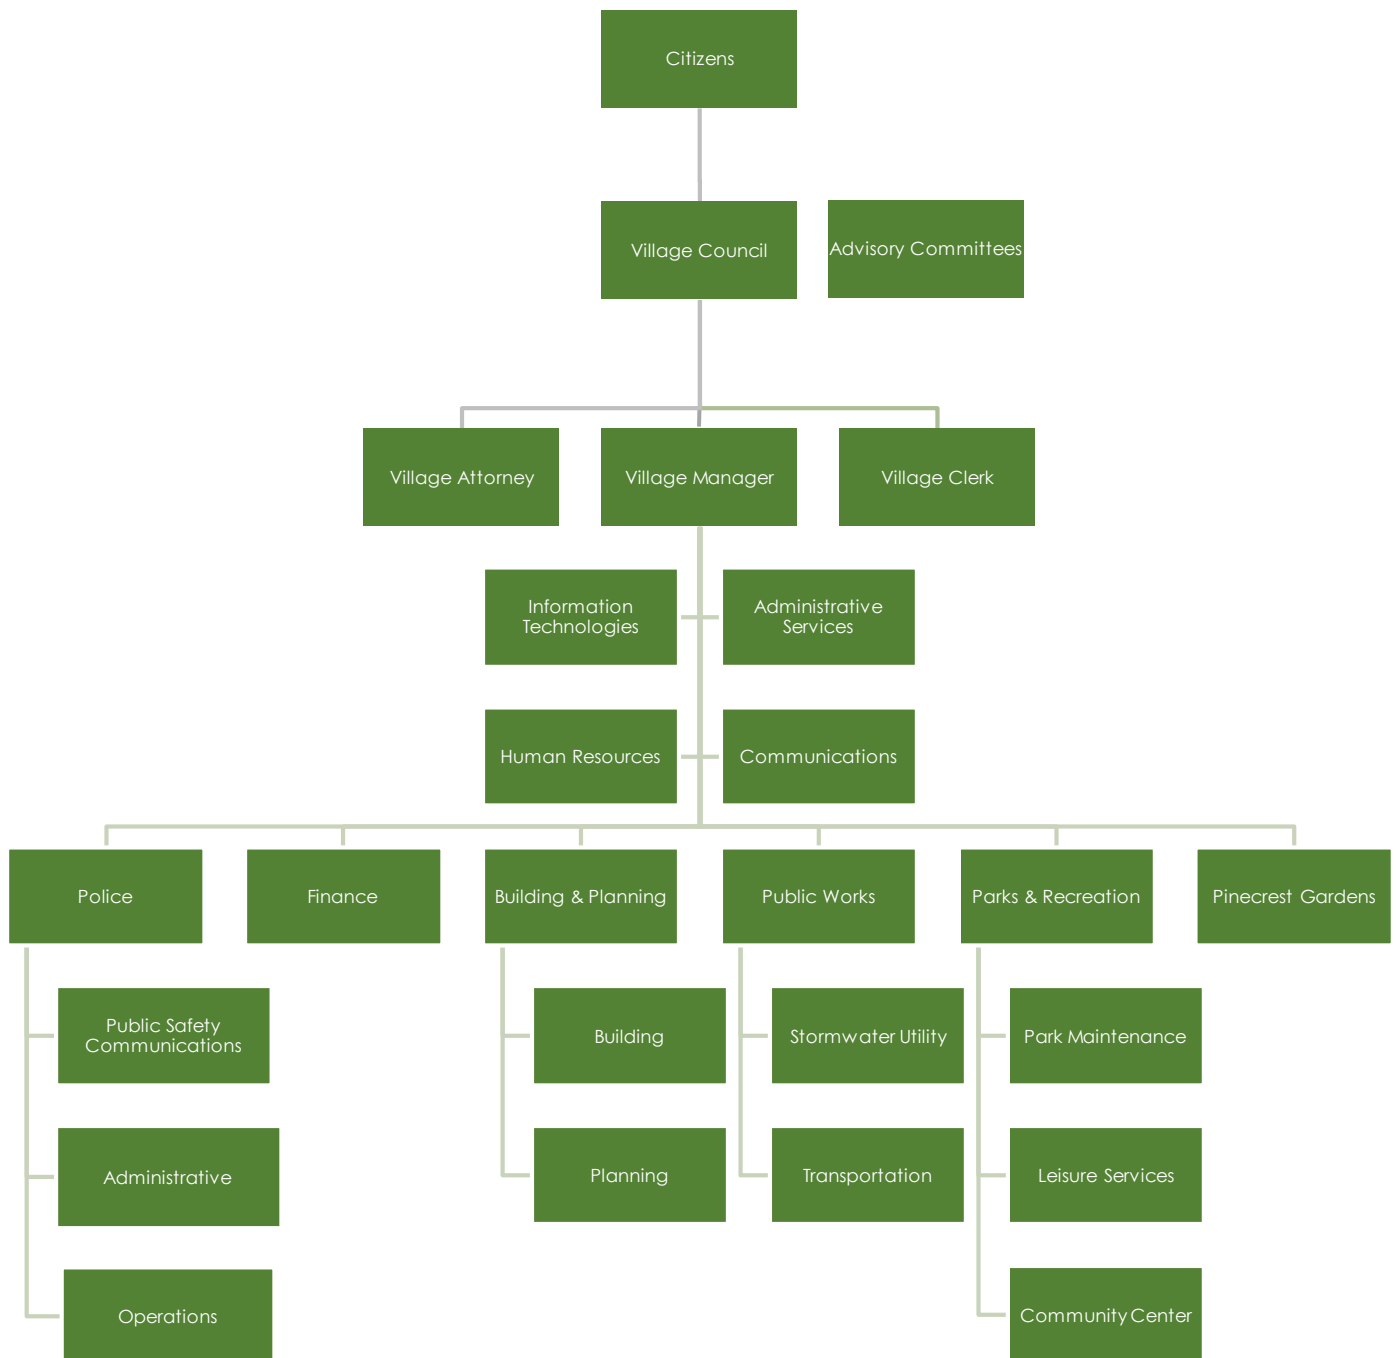 Citizens
Village Council
Advisory Committees
Village Attorney
Village Manager
Village Clerk
Information
Technologies
Administrative
Services
Human Resources
Communications
Police
Finance
Building & Planning
Public Works
Parks & Recreation
Pinecrest Gardens
Public Safety
Communications
Building
Stormwater Utility
Park Maintenance
Administrative
Planning
Transportation
Leisure Services
Operations
Community Center